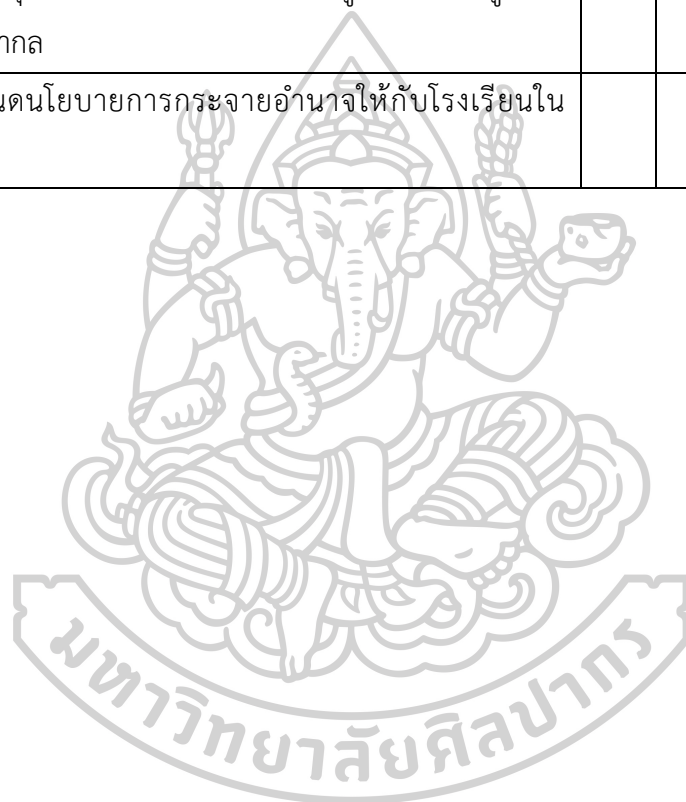 ากล
นดนโยบายการกระจายอำนาจให้กับโรงเรียนใน
มหาวิทยาลัยศิลปากร